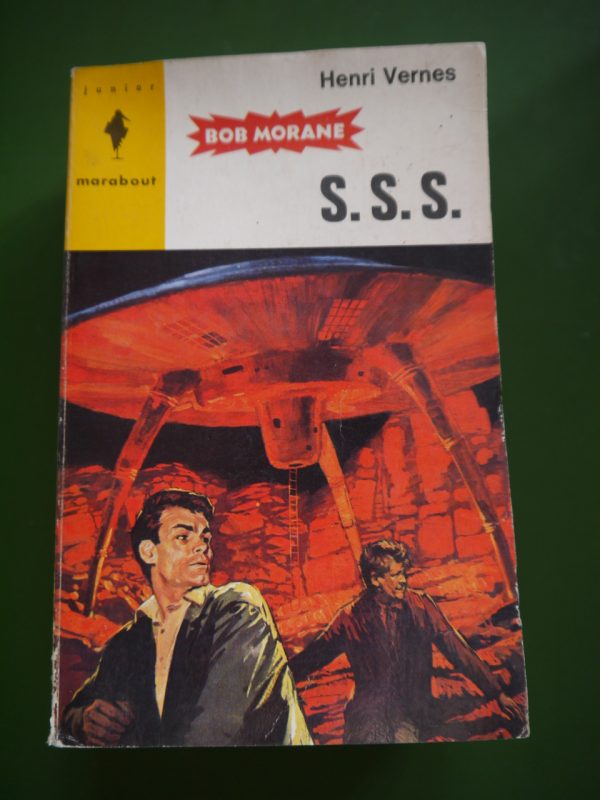 junior
marabout
Henri Vernes
BOB MORANE
S.S.S.